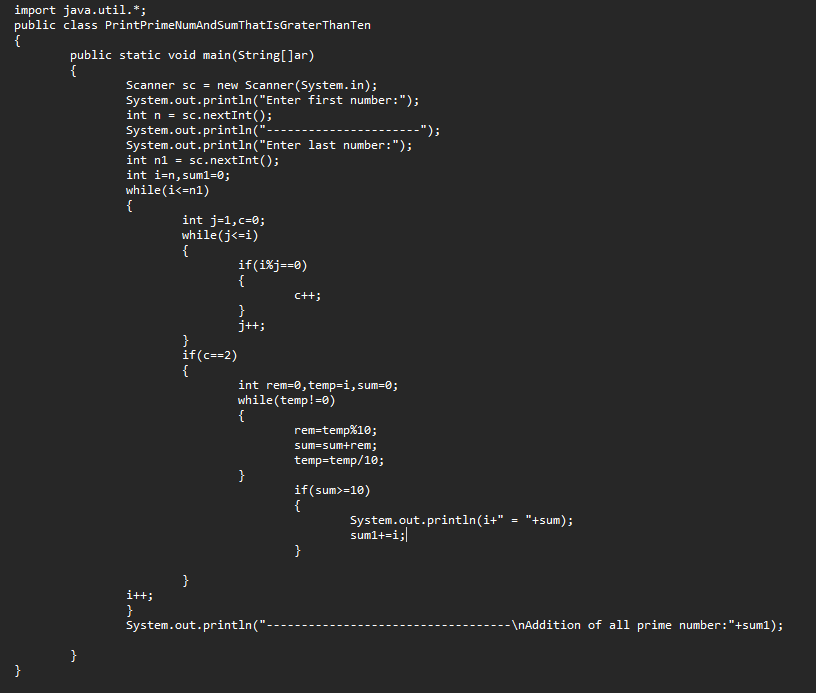 import java.util.*;
public class PrintPrimeNumAndSumThatIsGraterThanTen
{
public static void main(String[]ar)
{
Scanner sc = new Scanner(System.in);
System.out.println("Enter first number:");
int n = sc.nextInt();
System.out.println("----------------------");
System.out.println("Enter last number:");
int n1 = sc.nextInt();
int i=n,sum1=0;
while(i<=n1)
{
int j=1,c=0;
while(j<=i)
{
if(i%j==0)
{
c++;
}
j++;
}
if(c==2)
{
int rem=0,temp=i,sum=0;
while(temp!=0)
{
rem=temp%10;
sum=sum+rem;
temp=temp/10;
}
if(sum>=10)
{
System.out.println(i+" = "+sum);
sum1+=i;
}
}
i++;
}
System.out.println("-----------------------------------\nAddition of all prime number:"+sum1);
}
}